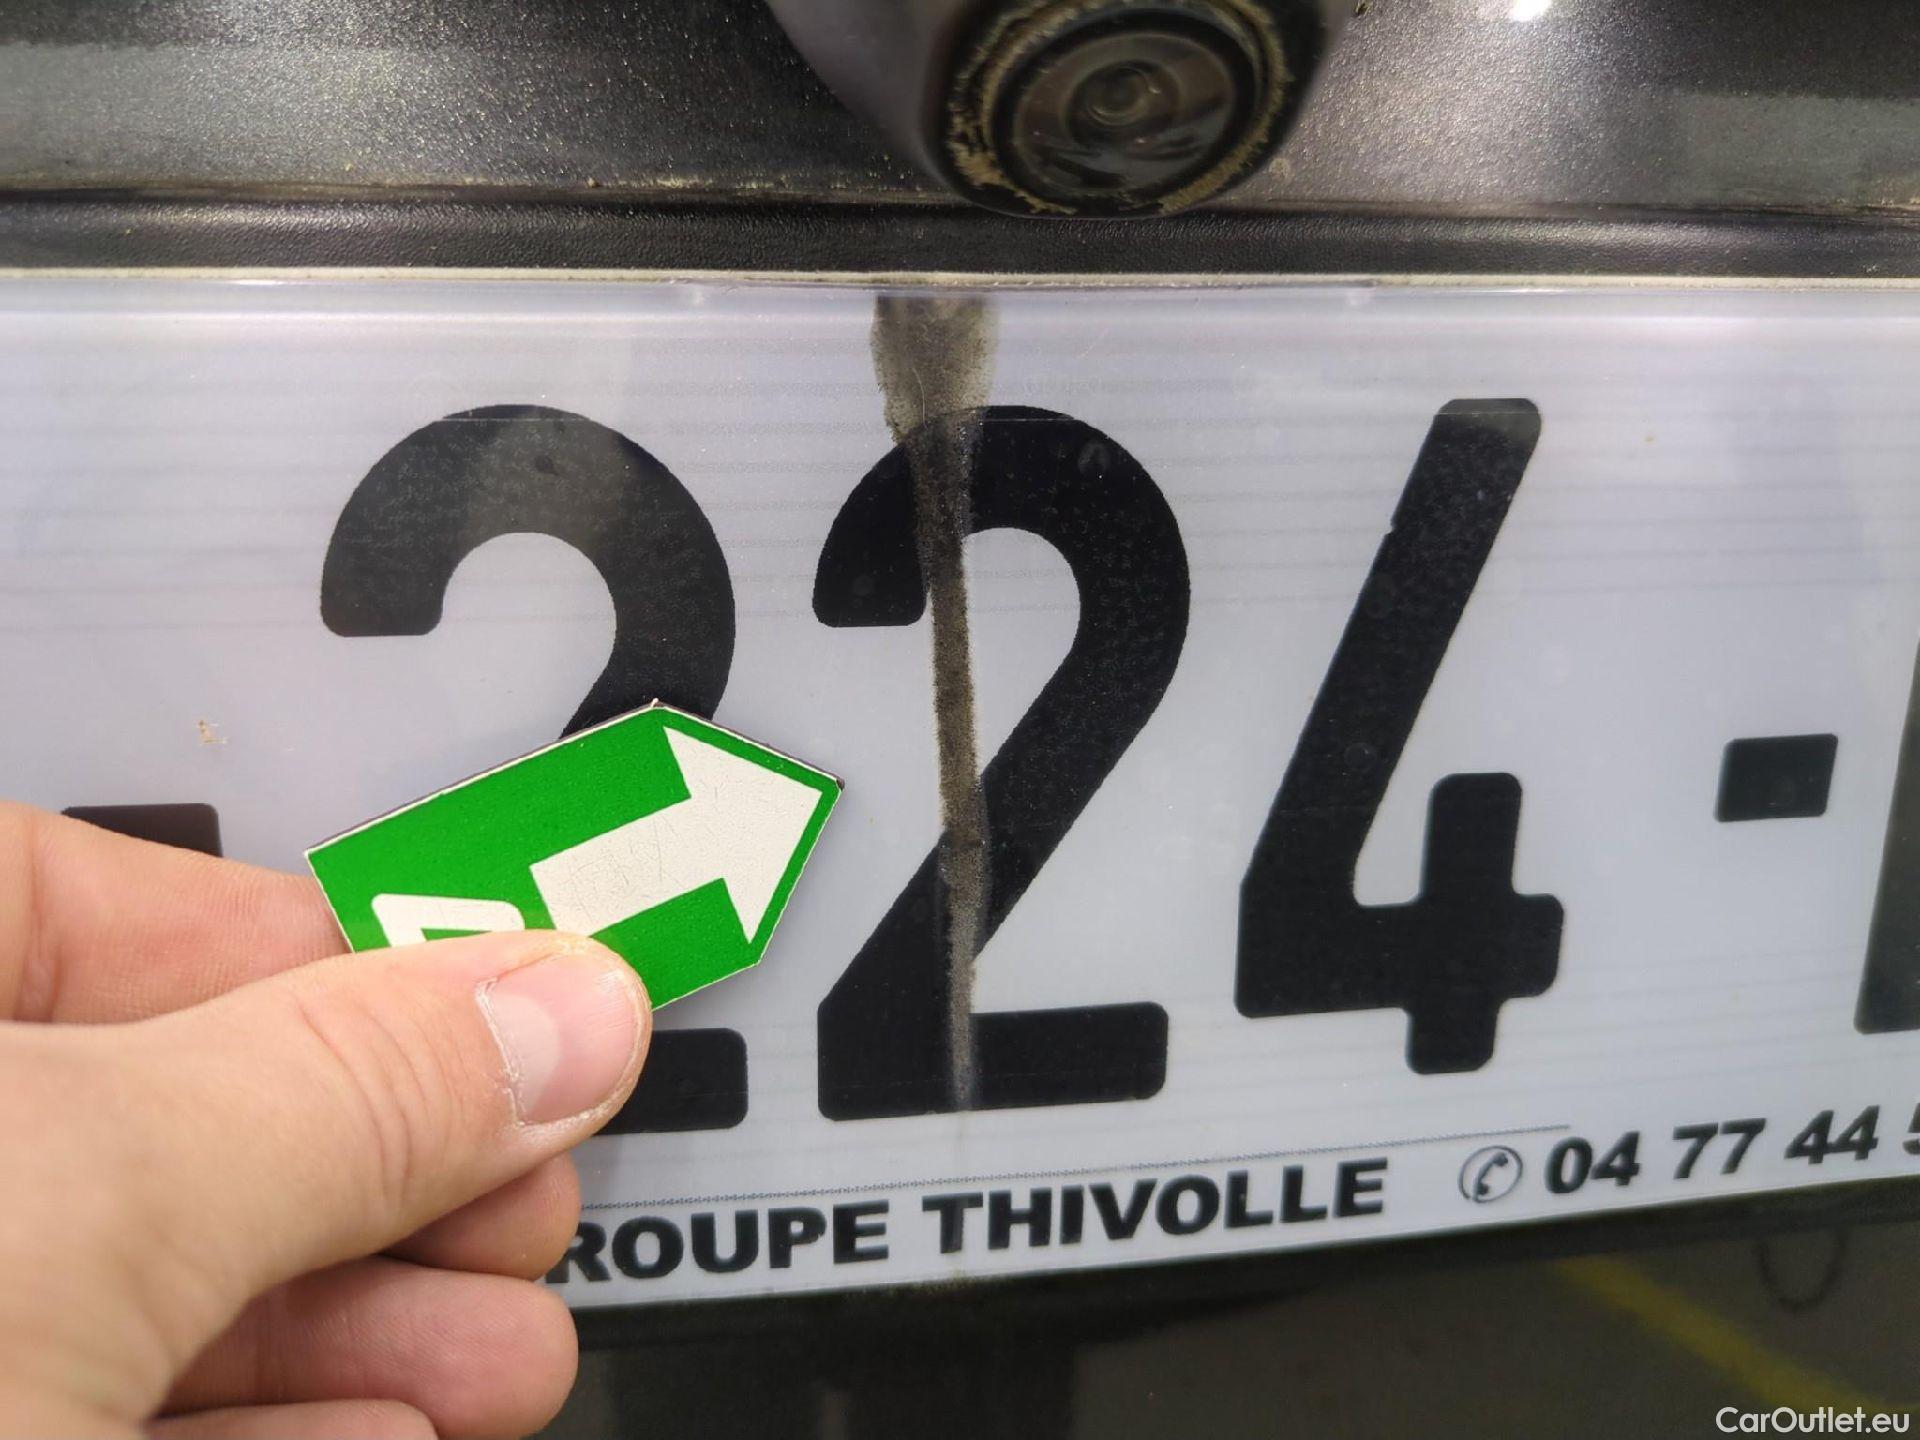 -224-
ROUPE THIVOLLE ✆ 04 77 44
CarOutlet.eu